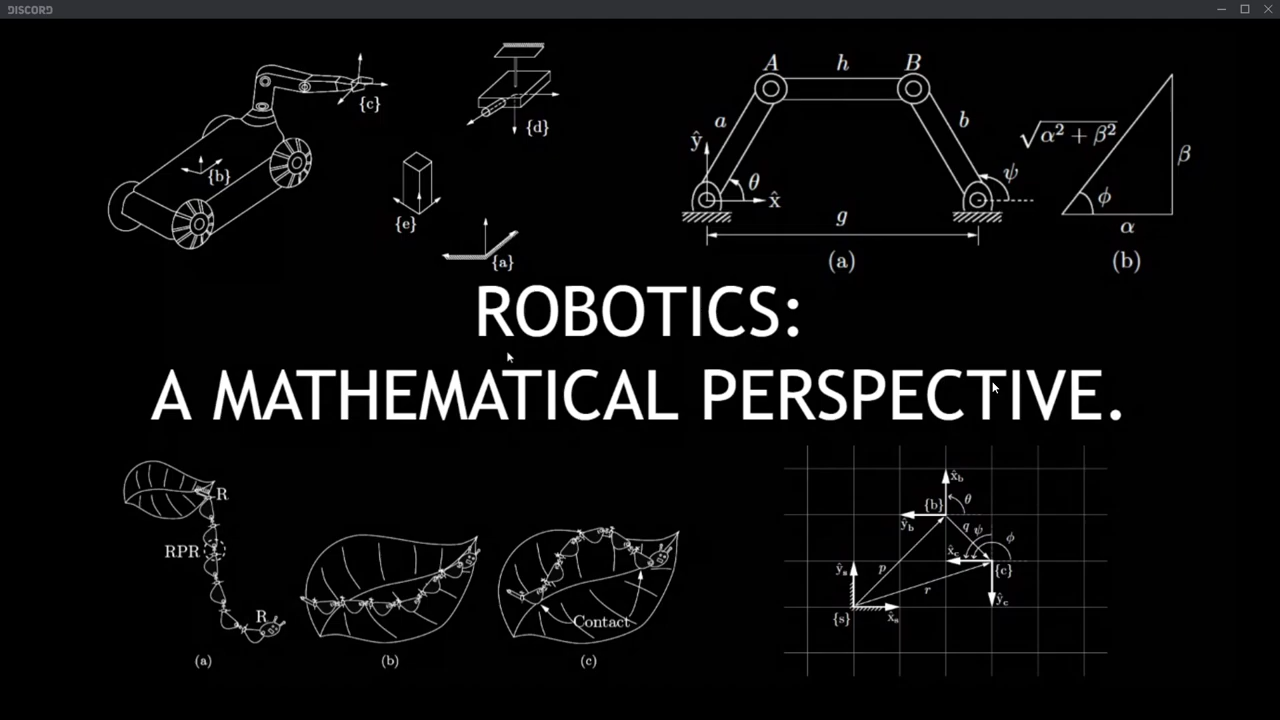 DISCORD
{c}
{d}
{b}
{e}
{a}
A h B
a b
ŷ θ x̂ ψ
g
(a)
√α² + β²
β
ϕ
α
(b)
ROBOTICS:
A MATHEMATICAL PERSPECTIVE.
R
RPR
R
(a)
(b)
Contact
(c)
x̂b
{b} θ
ŷb q ψ ϕ
x̂c
ŷs p {c}
r ŷc
{s} x̂s